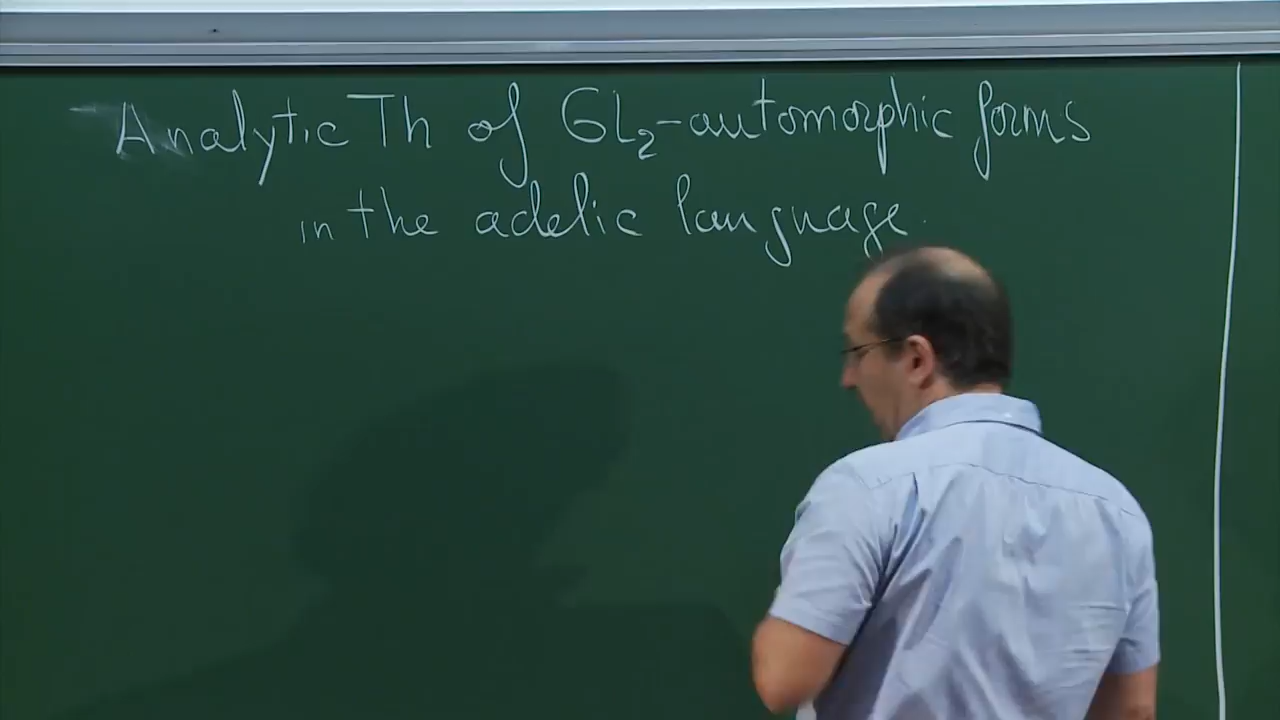 Analytic Th of GL₂-automorphic forms
in the adelic language.